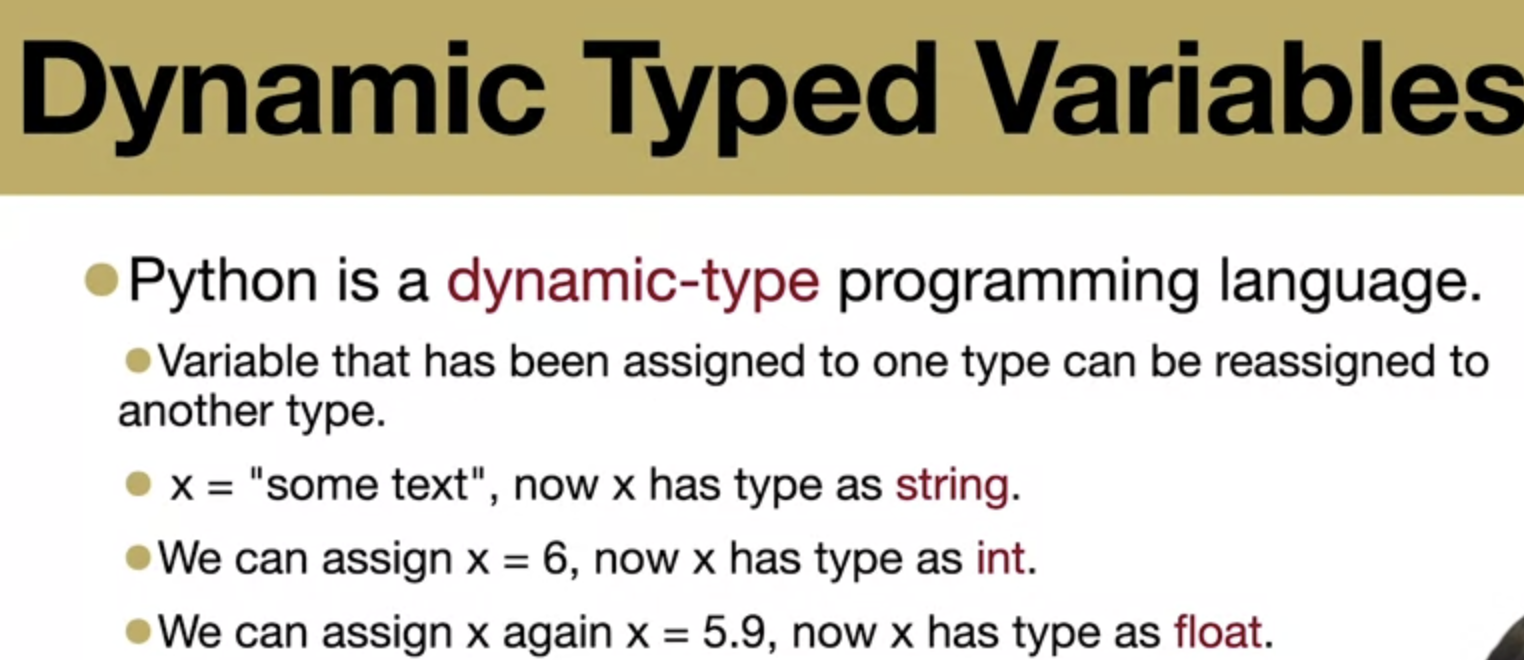 Dynamic Typed Variables
Python is a dynamic-type programming language.
Variable that has been assigned to one type can be reassigned to
another type.
x = "some text", now x has type as string.
We can assign x = 6, now x has type as int.
We can assign x again x = 5.9, now x has type as float.